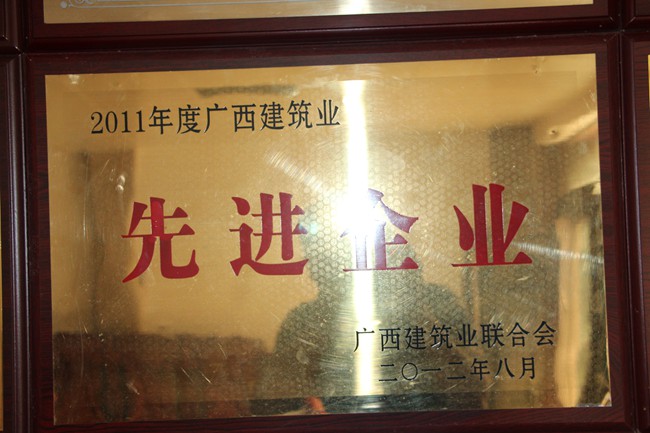 2011年度广西建筑业
先进企业
广西建筑业联合会
二〇一二年八月